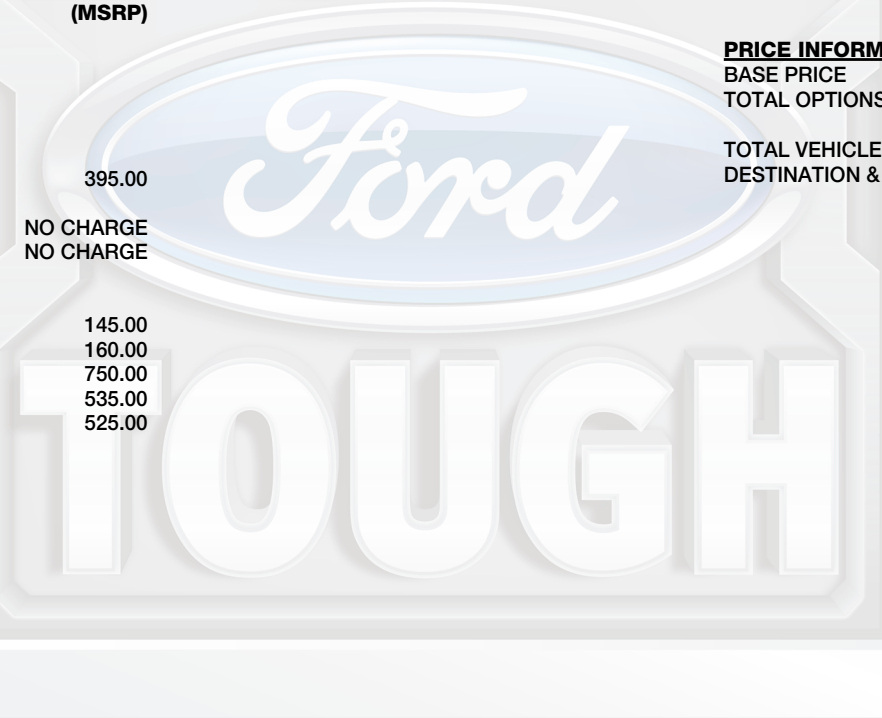 (MSRP)
395.00
NO CHARGE
NO CHARGE
145.00
160.00
750.00
535.00
525.00
PRICE INFORM
BASE PRICE
TOTAL OPTIONS
TOTAL VEHICLE
DESTINATION &
Ford
TOUGH